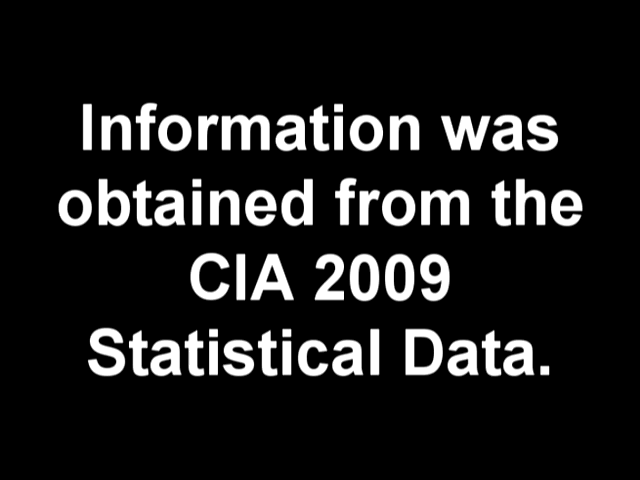 Information was
obtained from the
CIA 2009
Statistical Data.